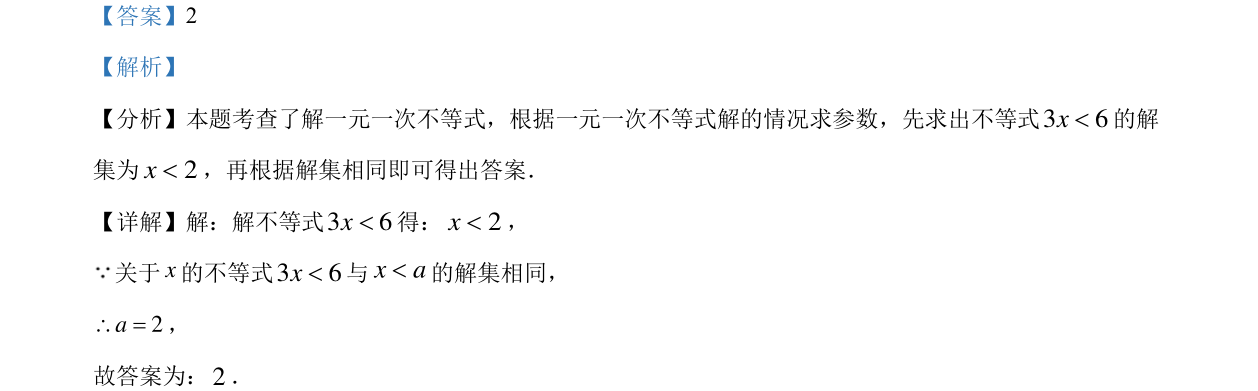 【答案】2
【解析】
【分析】本题考查了解一元一次不等式，根据一元一次不等式解的情况求参数，先求出不等式3x < 6的解
集为x < 2，再根据解集相同即可得出答案．
【详解】解：解不等式3x < 6得：x < 2，
∵关于x的不等式3x < 6与x < a的解集相同，
∴a = 2，
故答案为：2．